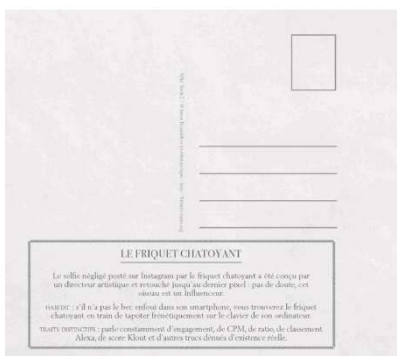 LE FRIQUET CHATOYANT
Le selfie négligé posté sur Instagram par le friquet chatoyant a été conçu par
un directeur artistique et retouché jusqu'au dernier pixel : pas de doute, cet
oiseau est un Influenceur.
HABITAT : s'il n'a pas le bec enfoui dans son smartphone, vous trouverez le friquet
chatoyant en train de tapoter frénétiquement sur le clavier de son ordinateur.
TRAITS DISTINCTIFS : parle constamment d'engagement, de CPM, de ratio, de classement
Alexa, de score Klout et d'autres trucs dénués d'existence réelle.